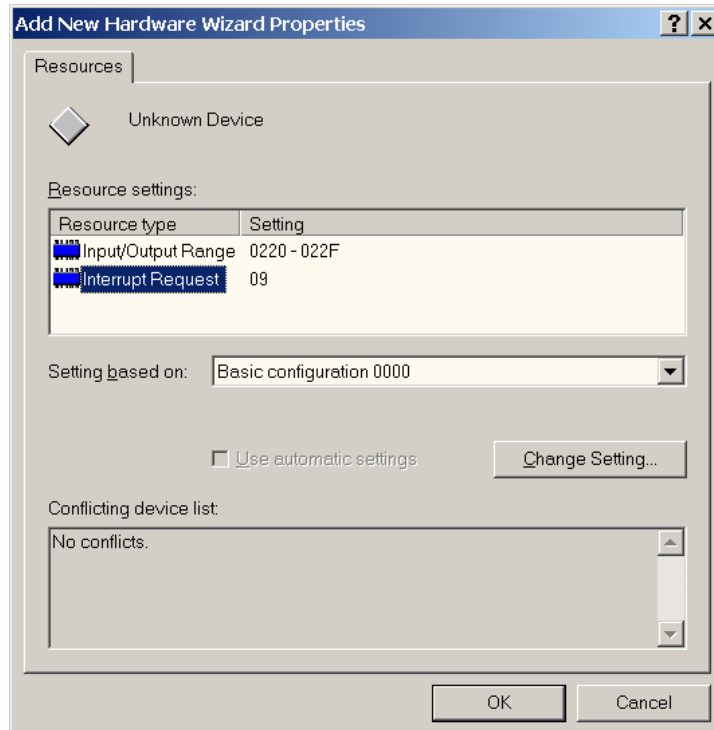 Add New Hardware Wizard Properties
Resources
Unknown Device
Resource settings:
Resource type Setting
Input/Output Range 0220 - 022F
Interrupt Request 09
Setting based on: Basic configuration 0000
Use automatic settings Change Setting...
Conflicting device list:
No conflicts.
OK Cancel